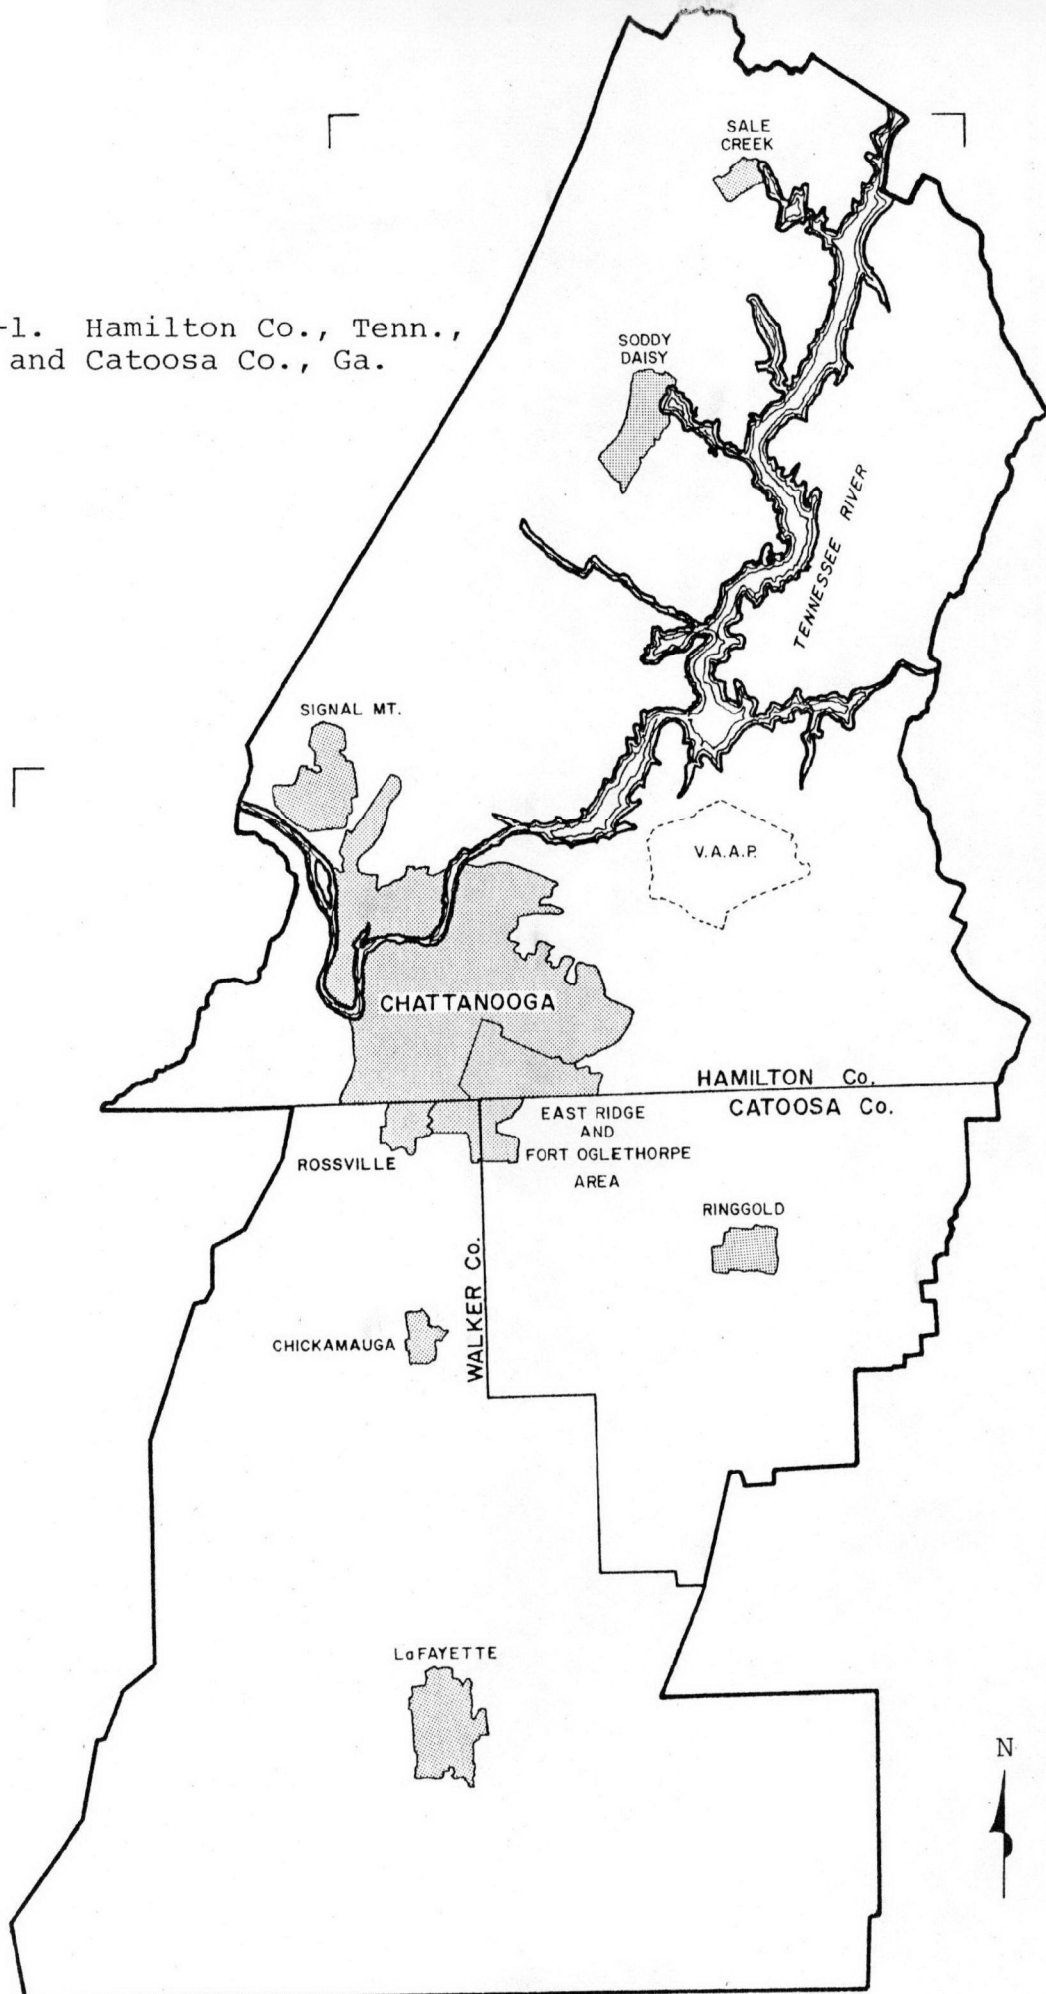 SALE
CREEK
-1. Hamilton Co., Tenn.,
and Catoosa Co., Ga.
SODDY
DAISY
TENNESSEE RIVER
SIGNAL MT.
V.A.A.P.
CHATTANOOGA
HAMILTON Co.
CATOOSA Co.
EAST RIDGE
AND
FORT OGLETHORPE
AREA
ROSSVILLE
RINGGOLD
WALKER Co.
CHICKAMAUGA
LaFAYETTE
N